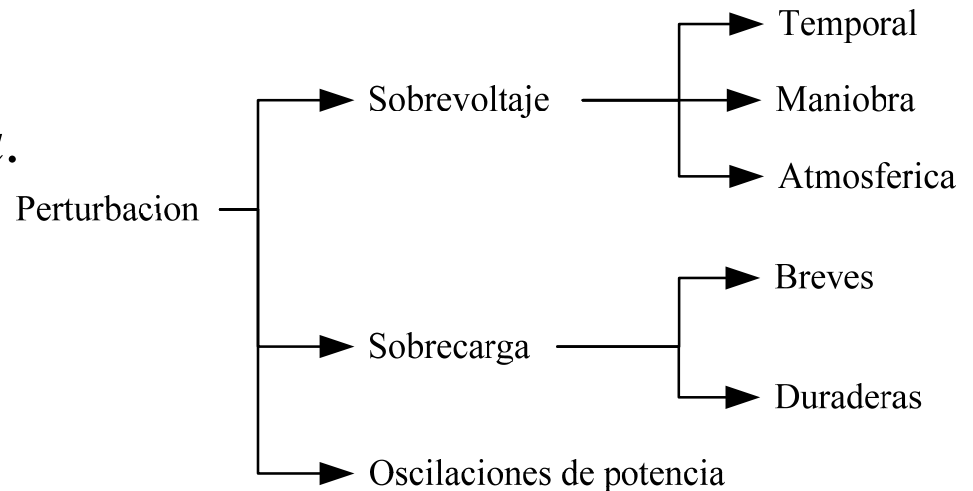 Temporal
Sobrevoltaje
Maniobra
Atmosferica
Perturbacion
Breves
Sobrecarga
Duraderas
Oscilaciones de potencia